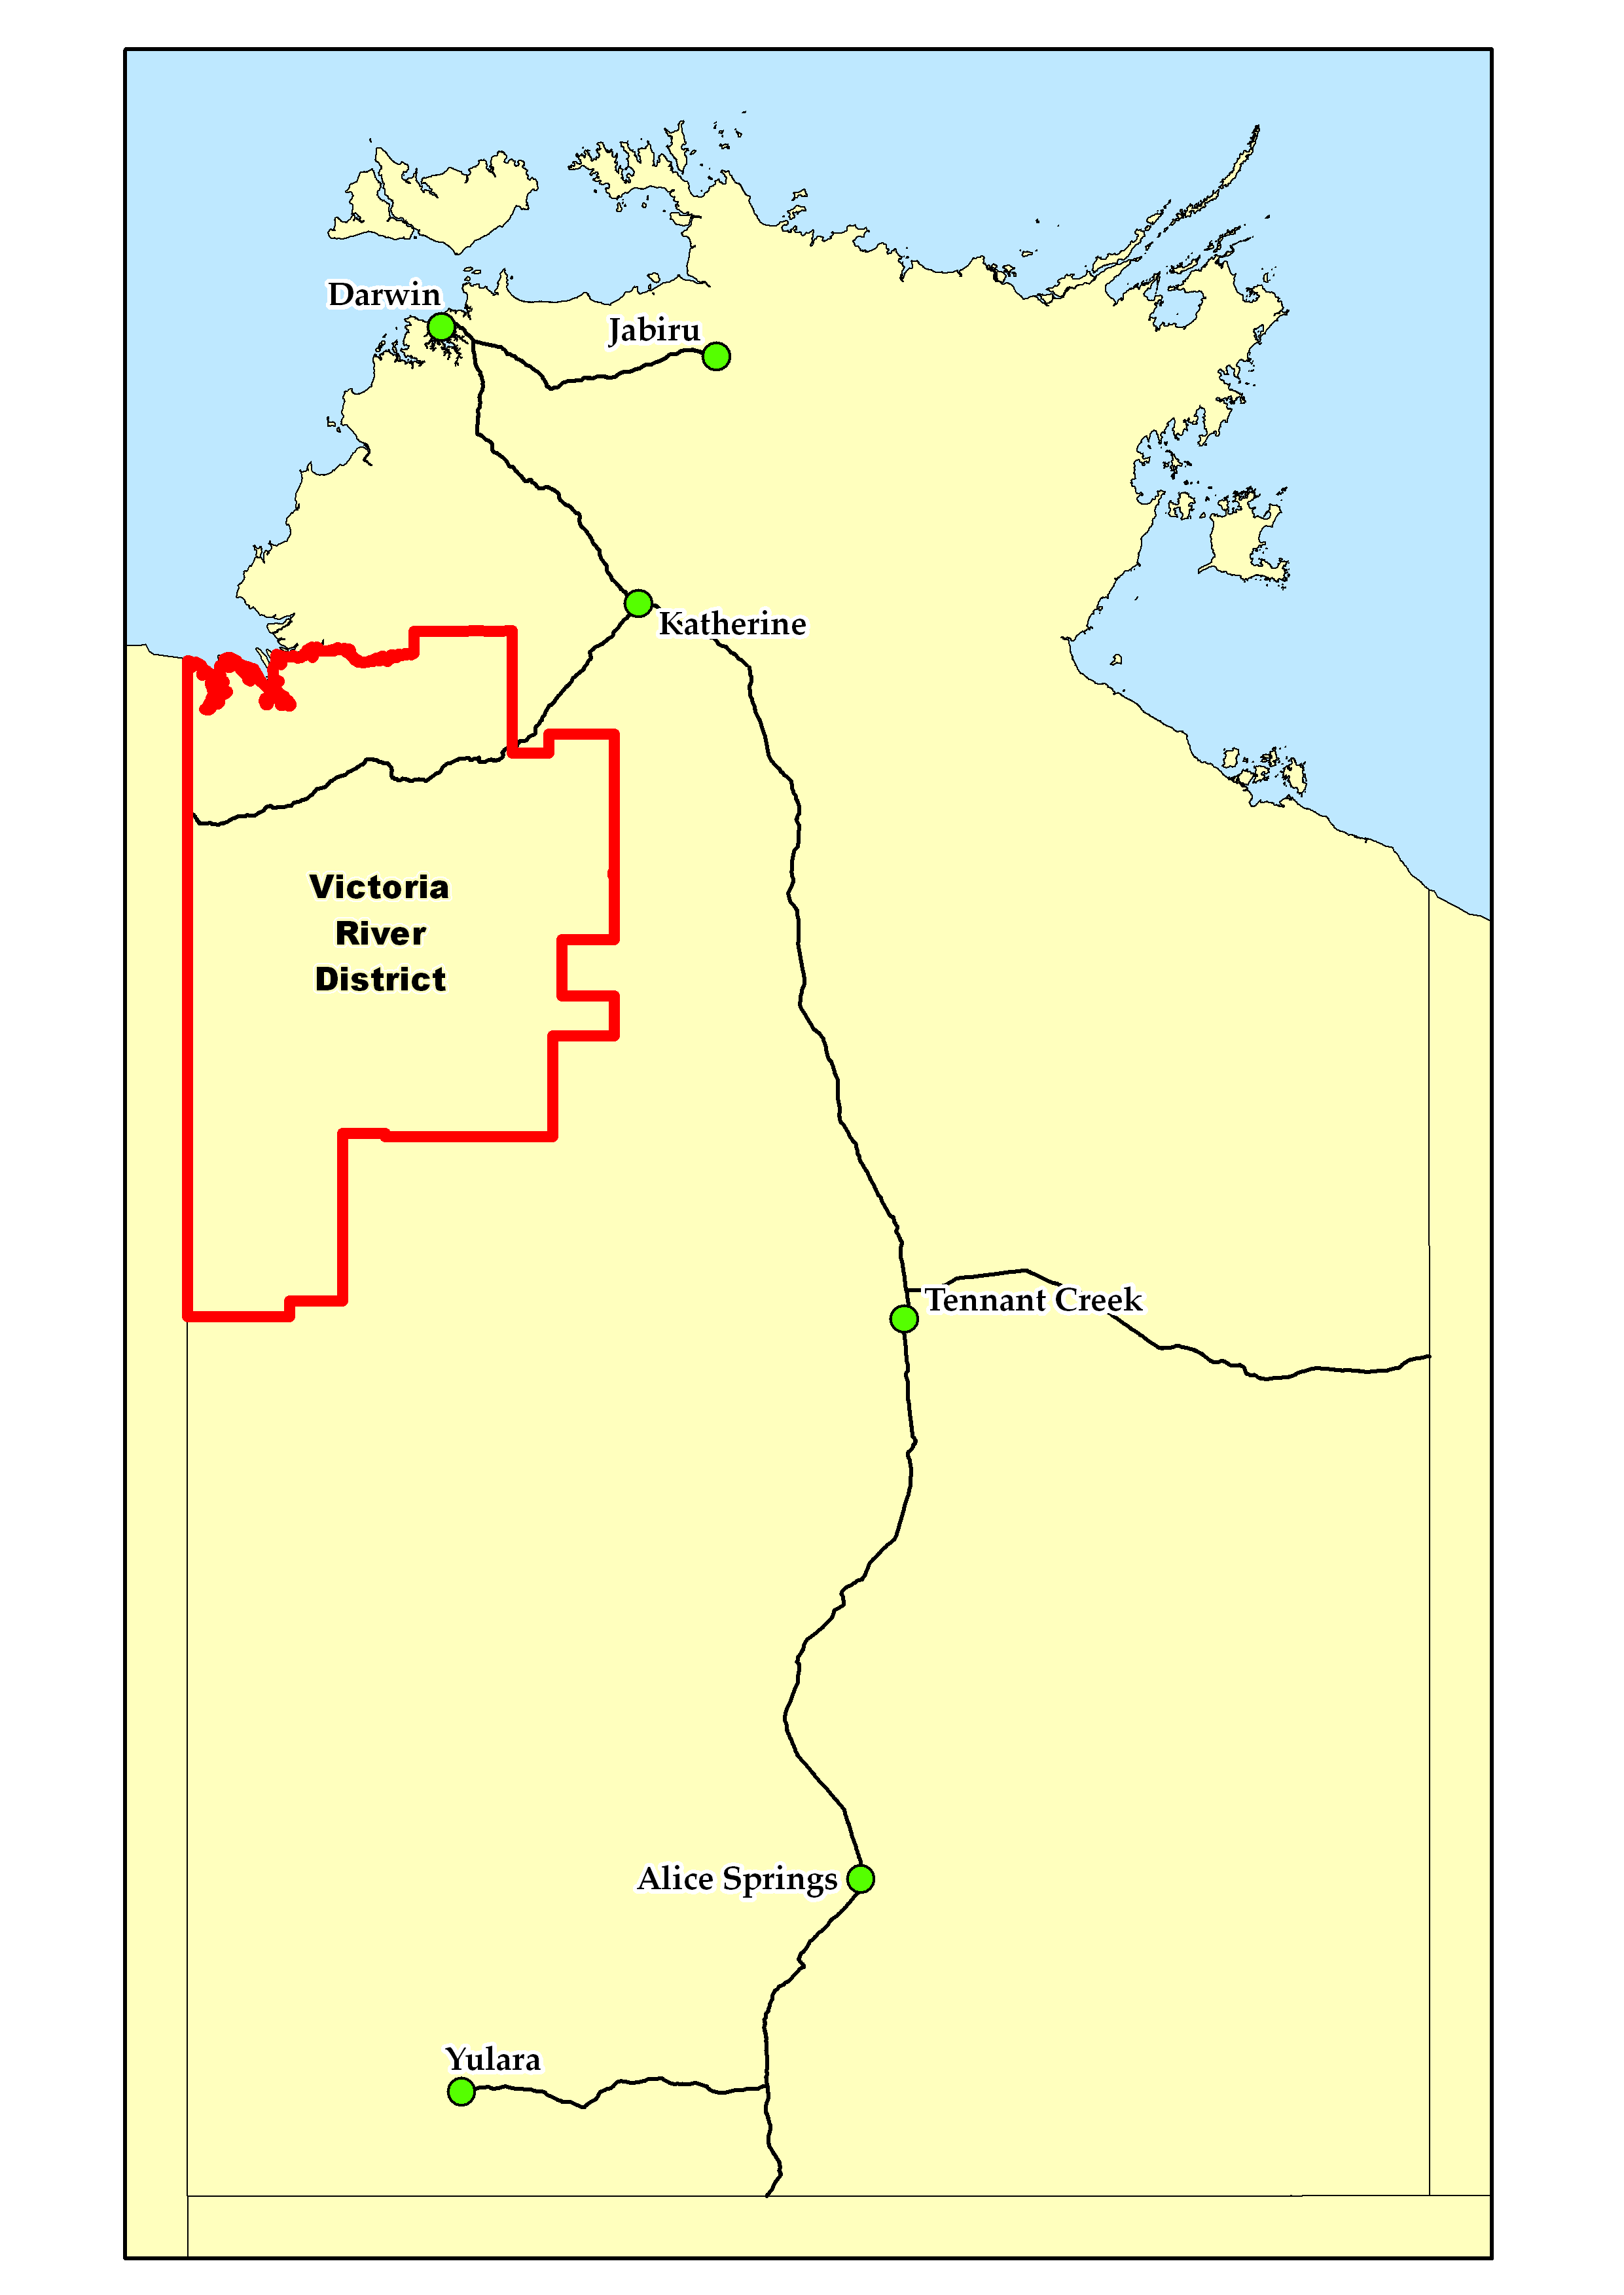 Darwin
Jabiru
Katherine
Victoria
River
District
Tennant Creek
Alice Springs
Yulara